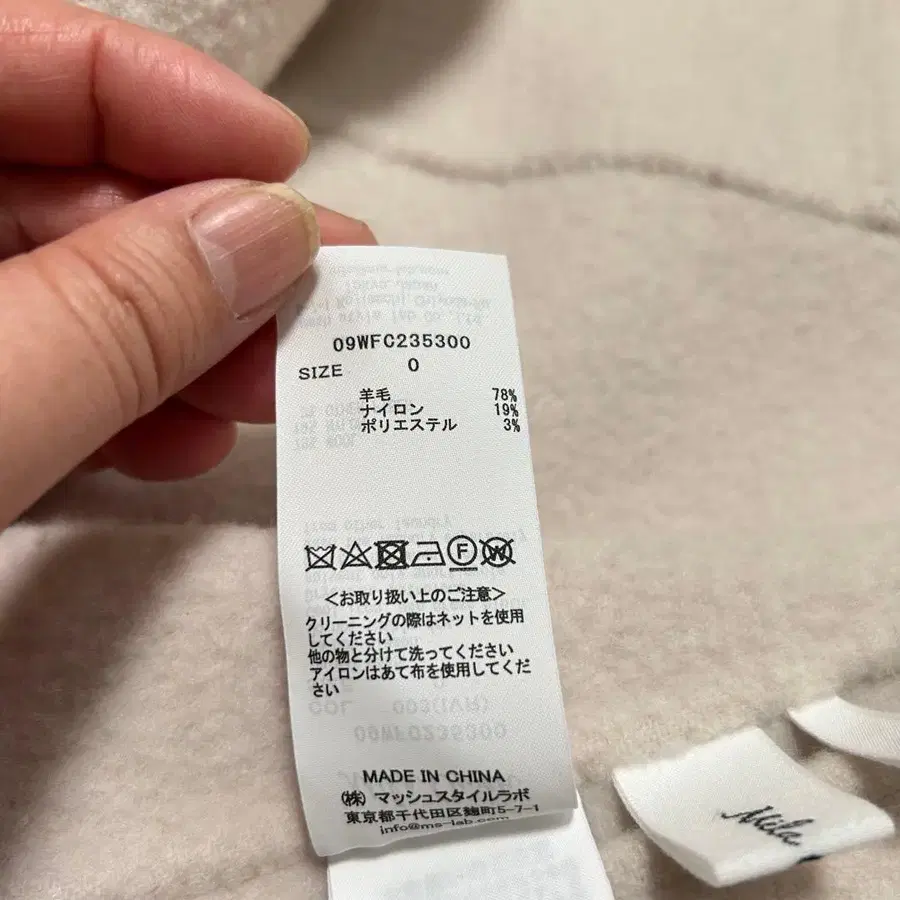 09WFC235300
SIZE 0
羊毛 78%
ナイロン 19%
ポリエステル 3%
F
W
<お取り扱い上のご注意>
クリーニングの際はネットを使用
してください
他の物と分けて洗ってください
アイロンはあて布を使用してくだ
さい
MADE IN CHINA
(株) マッシュスタイルラボ
東京都千代田区麹町5-7-1
info@ms-lab.com
Mila